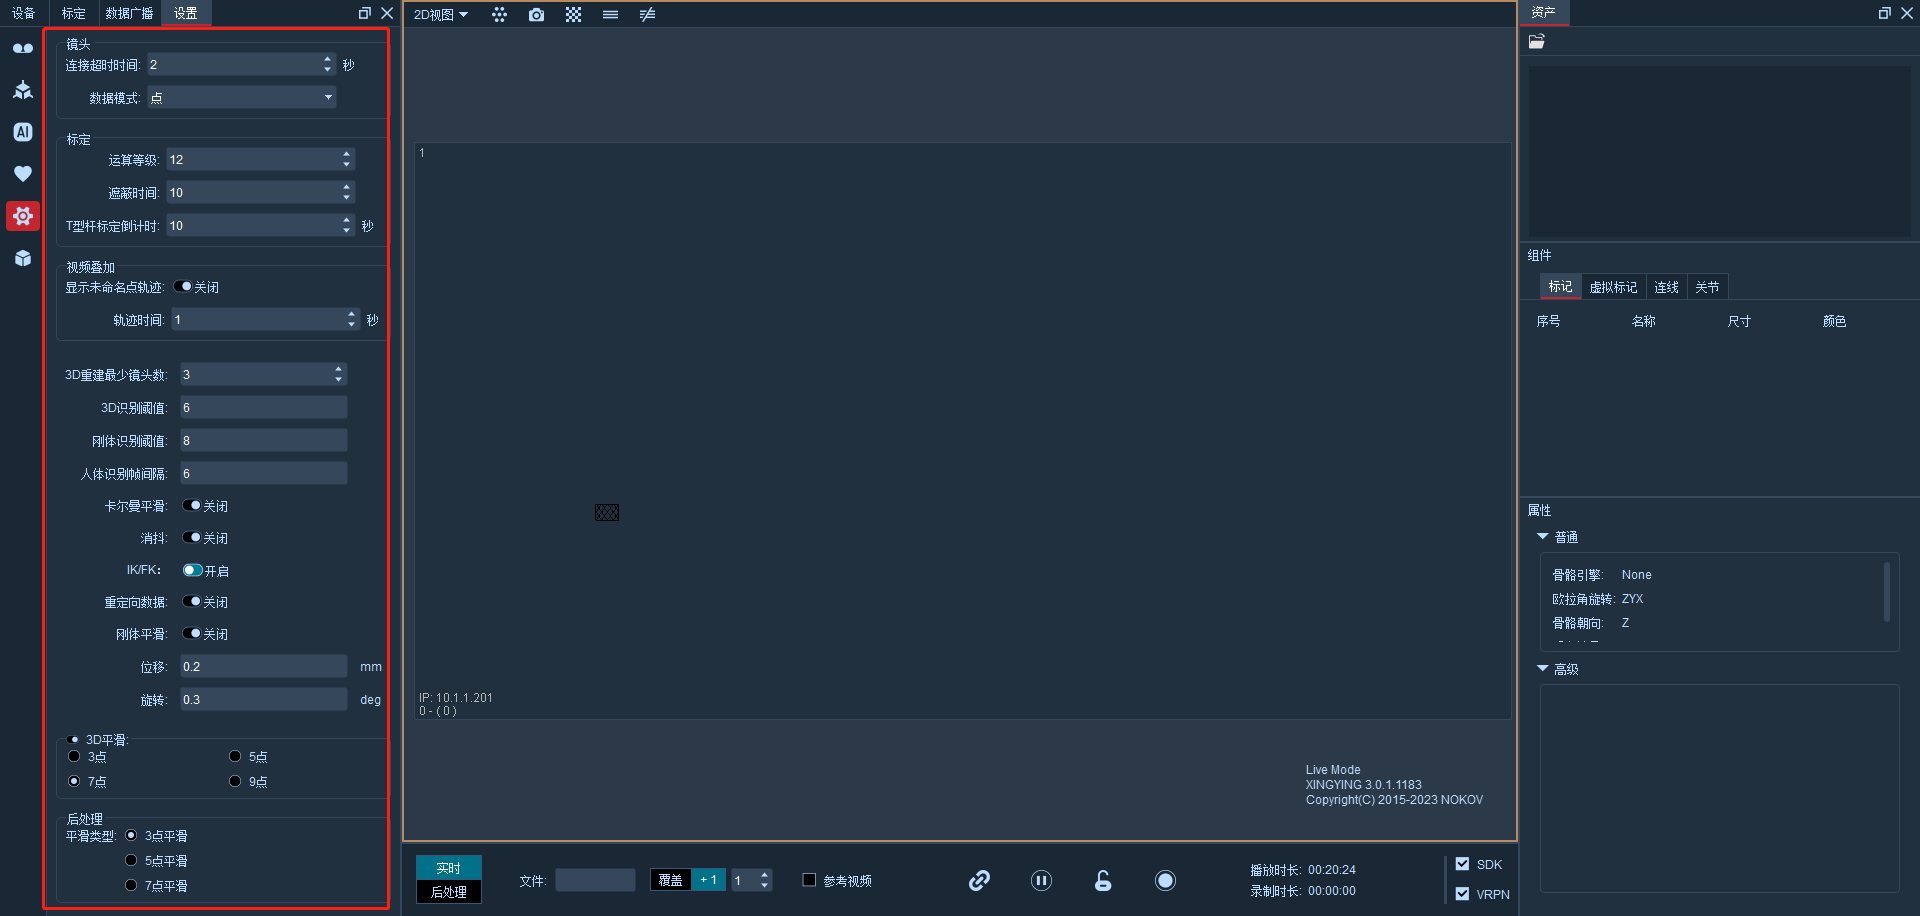 设备 标定 数据广播 设置
镜头
连接超时时间: 2 秒
数据模式: 点
标定
运算等级: 12
遮蔽时间: 10
T型杆标定倒计时: 10 秒
视频叠加
显示未命名点轨迹: 关闭
轨迹时间: 1 秒
3D重建最少镜头数: 3
3D识别阈值: 6
刚体识别阈值: 8
人体识别帧间隔: 6
卡尔曼平滑: 关闭
消抖: 关闭
IK/FK: 开启
重定向数据: 关闭
刚体平滑: 关闭
位移: 0.2 mm
旋转: 0.3 deg
3D平滑:
3点 5点
7点 9点
后处理
平滑类型: 3点平滑
5点平滑
7点平滑
AI
2D视图
1
IP: 10.1.1.201
0 - ( 0 )
Live Mode
XINGYING 3.0.1.1183
Copyright(C) 2015-2023 NOKOV
实时
后处理
文件: 覆盖 + 1 1 参考视频
播放时长: 00:20:24
录制时长: 00:00:00
SDK
VRPN
资产
组件
标记 虚拟标记 连线 关节
序号 名称 尺寸 颜色
属性
普通
骨骼引擎: None
欧拉角旋转: ZYX
骨骼朝向: Z
高级